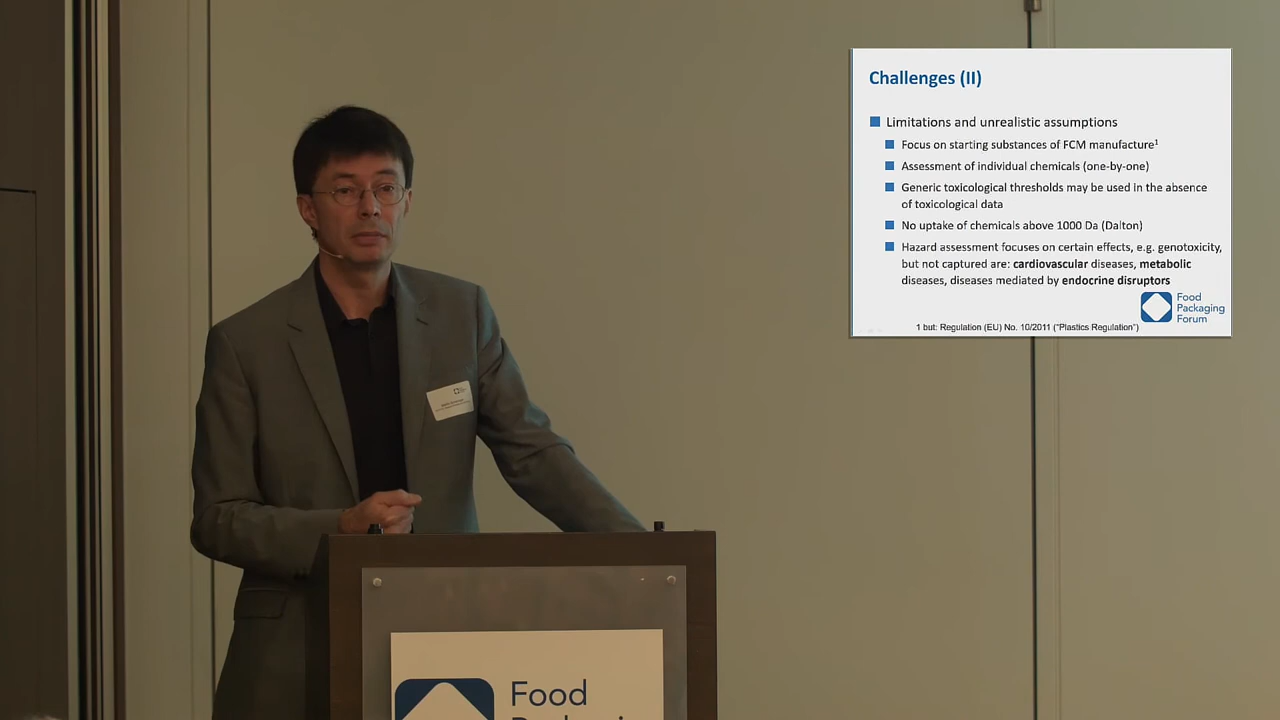 Challenges (II)
Limitations and unrealistic assumptions
Focus on starting substances of FCM manufacture¹
Assessment of individual chemicals (one-by-one)
Generic toxicological thresholds may be used in the absence
of toxicological data
No uptake of chemicals above 1000 Da (Dalton)
Hazard assessment focuses on certain effects, e.g. genotoxicity,
but not captured are: cardiovascular diseases, metabolic
diseases, diseases mediated by endocrine disruptors
Food
Packaging
Forum
1 but: Regulation (EU) No. 10/2011 ("Plastics Regulation")
Food